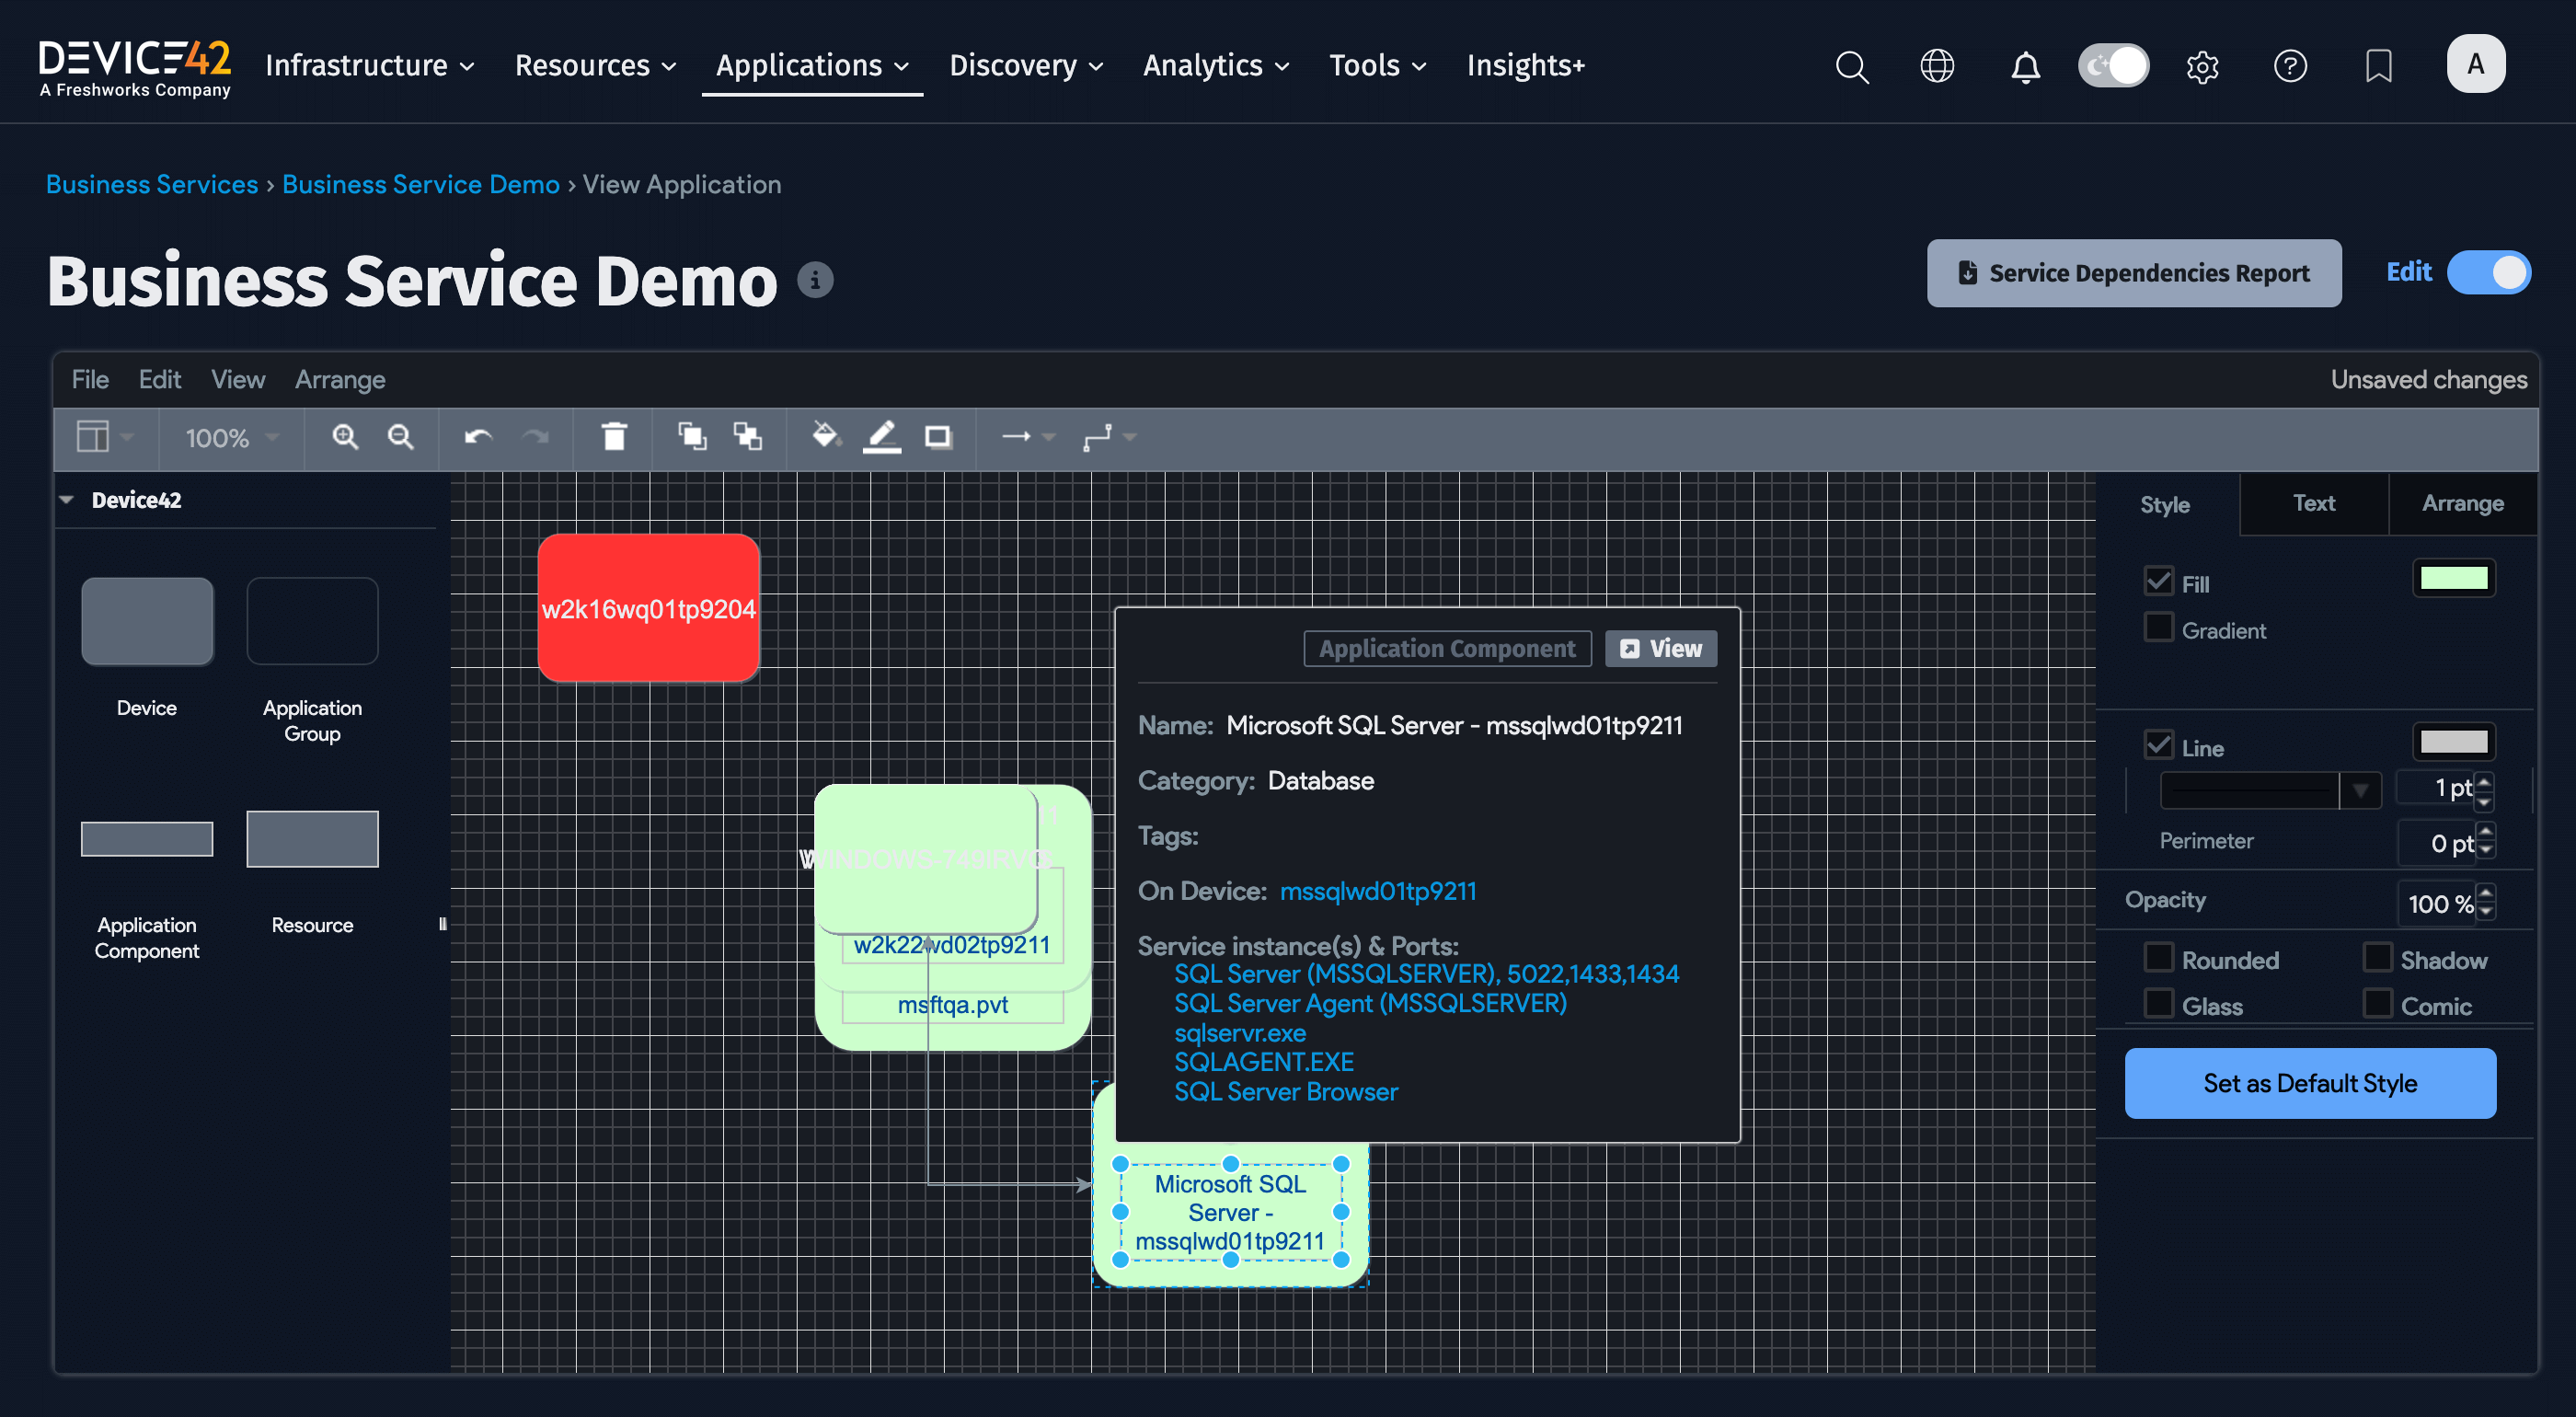 DEVICE42
A Freshworks Company
Infrastructure
Resources
Applications
Discovery
Analytics
Tools
Insights+
A
Business Services › Business Service Demo › View Application
Business Service Demo
Service Dependencies Report
Edit
File
Edit
View
Arrange
Unsaved changes
100%
Device42
Device
Application
Group
Application
Component
Resource
w2k16wq01tp9204
w2k22wd02tp9211
msftqa.pvt
Application Component
View
Name: Microsoft SQL Server - mssqlwd01tp9211
Category: Database
Tags:
On Device: mssqlwd01tp9211
Service instance(s) & Ports:
SQL Server (MSSQLSERVER), 5022,1433,1434
SQL Server Agent (MSSQLSERVER)
sqlservr.exe
SQLAGENT.EXE
SQL Server Browser
Microsoft SQL
Server -
mssqlwd01tp9211
Style
Text
Arrange
Fill
Gradient
Line
1 pt
Perimeter
0 pt
Opacity
100 %
Rounded
Shadow
Glass
Comic
Set as Default Style